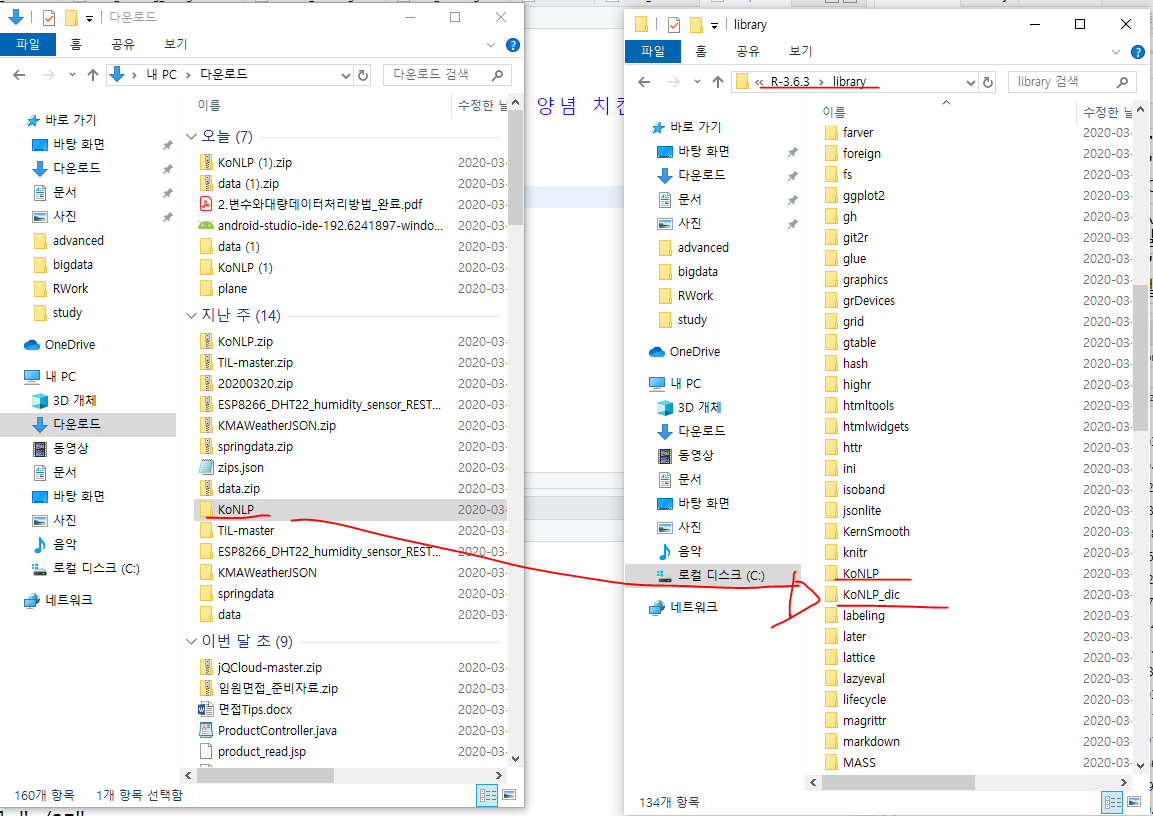 다운로드
파일 홈 공유 보기
내 PC 다운로드
다운로드 검색
이름 수정한 날
바로 가기
바탕 화면
다운로드
문서
사진
advanced
bigdata
RWork
study
OneDrive
내 PC
3D 개체
다운로드
동영상
문서
바탕 화면
사진
음악
로컬 디스크 (C:)
네트워크
오늘 (7)
KoNLP (1).zip 2020-03-
data (1).zip 2020-03-
2.변수와대량데이터처리방법_완료.pdf 2020-03-
android-studio-ide-192.6241897-windo... 2020-03-
data (1) 2020-03-
KoNLP (1) 2020-03-
plane 2020-03-
지난 주 (14)
KoNLP.zip 2020-03-
TIL-master.zip 2020-03-
20200320.zip 2020-03-
ESP8266_DHT22_humidity_sensor_REST... 2020-03-
KMAWeatherJSON.zip 2020-03-
springdata.zip 2020-03-
zips.json 2020-03-
data.zip 2020-03-
KoNLP 2020-03-
TIL-master 2020-03-
ESP8266_DHT22_humidity_sensor_REST... 2020-03-
KMAWeatherJSON 2020-03-
springdata 2020-03-
data 2020-03-
이번 달 초 (9)
jQCloud-master.zip 2020-03-
임원면접_준비자료.zip 2020-03-
면접Tips.docx 2020-03-
ProductController.java 2020-03-
product_read.jsp 2020-03-
160개 항목 1개 항목 선택함
양념 치킨
library
파일 홈 공유 보기
« R-3.6.3 library
library 검색
이름 수정한 날
바로 가기
바탕 화면
다운로드
문서
사진
advanced
bigdata
RWork
study
OneDrive
내 PC
3D 개체
다운로드
동영상
문서
바탕 화면
사진
음악
로컬 디스크 (C:)
네트워크
farver 2020-03-
foreign 2020-03-
fs 2020-03-
ggplot2 2020-03-
gh 2020-03-
git2r 2020-03-
glue 2020-03-
graphics 2020-03-
grDevices 2020-03-
grid 2020-03-
gtable 2020-03-
hash 2020-03-
highr 2020-03-
htmltools 2020-03-
htmlwidgets 2020-03-
httr 2020-03-
ini 2020-03-
isoband 2020-03-
jsonlite 2020-03-
KernSmooth 2020-03-
knitr 2020-03-
KoNLP 2020-03-
KoNLP_dic 2020-03-
labeling 2020-03-
later 2020-03-
lattice 2020-03-
lazyeval 2020-03-
lifecycle 2020-03-
magrittr 2020-03-
markdown 2020-03-
MASS 2020-03-
134개 항목